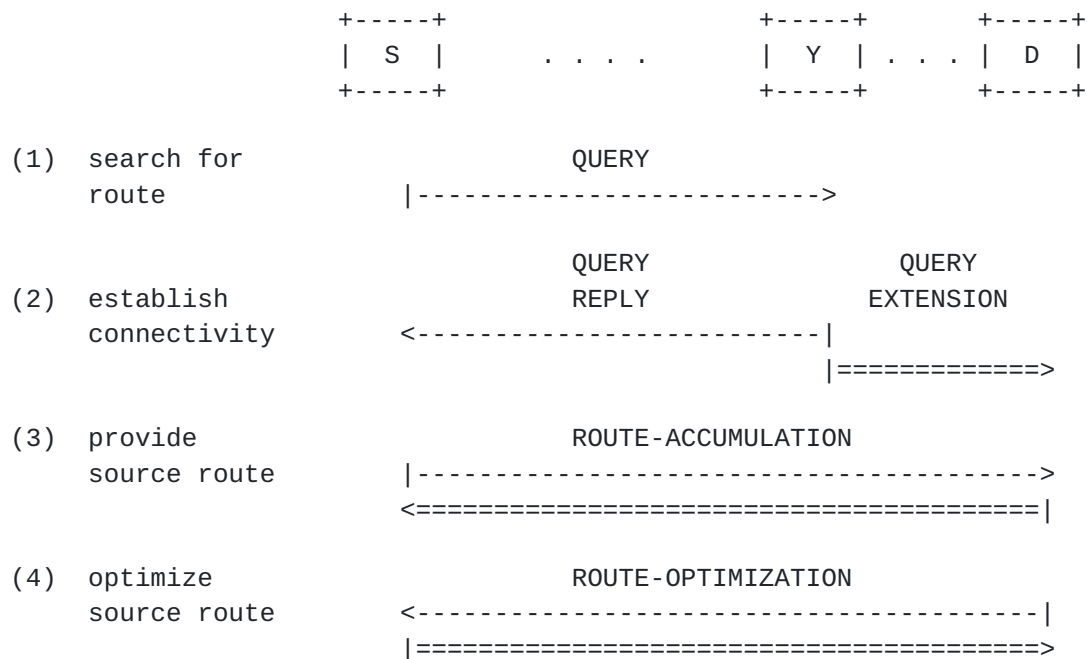 +-----+                    +-----+       +-----+
|  S  |      . . . .       |  Y  | . . . |  D  |
+-----+                    +-----+       +-----+
(1)  search for                     QUERY
     route               |-------------------------->
                                    QUERY                QUERY
(2)  establish                      REPLY              EXTENSION
     connectivity        <--------------------------|
                                                    |=============>
(3)  provide                        ROUTE-ACCUMULATION
     source route        |---------------------------------------->
                         <========================================|
(4)  optimize                       ROUTE-OPTIMIZATION
     source route        <----------------------------------------|
                         |========================================>